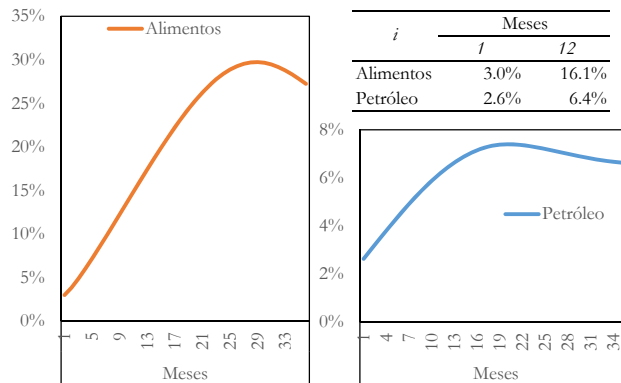 35%
30%
25%
20%
15%
10%
5%
0%
Alimentos
1 5 9 13 17 21 25 29 33
Meses
i Meses
1 12
Alimentos 3.0% 16.1%
Petróleo 2.6% 6.4%
8%
6%
4%
2%
0%
Petróleo
1 4 7 10 13 16 19 22 25 28 31 34
Meses